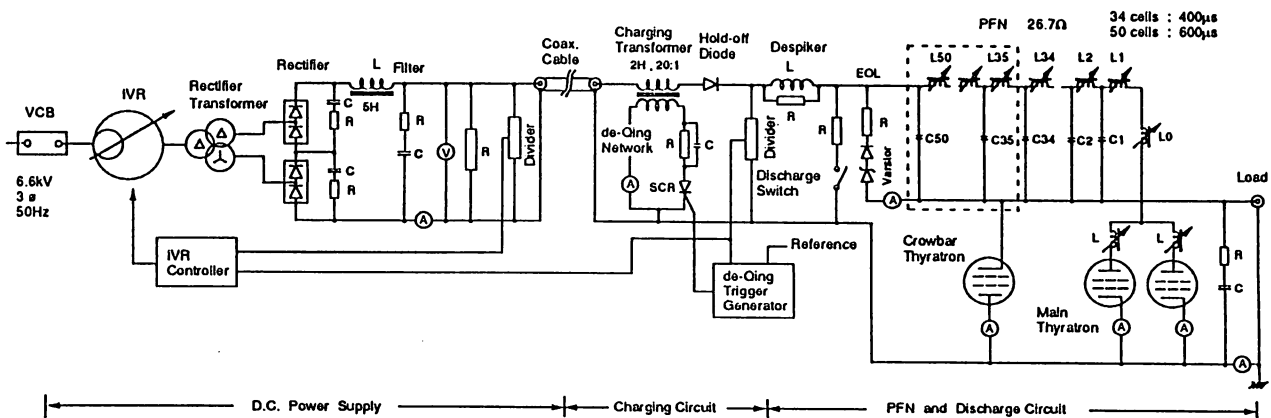 PFN 26.7Ω
34 cells : 400μs
50 cells : 600μs
Coax. Cable
Charging Transformer
2H , 20:1
Hold-off Diode
Despiker
L
R
EOL
L50
L35
L34
L2
L1
L0
VCB
IVR
Rectifier Transformer
Δ
Δ
Rectifier
L
5H
Filter
C
R
C
R
R
C
V
R
Divider
A
6.6kV
3 ø
50Hz
de-Qing Network
A
R
C
SCR
Divider
R
Discharge Switch
R
Varstor
A
C50
C35
C34
C2
C1
Load
IVR Controller
Reference
de-Qing Trigger Generator
Crowbar Thyratron
A
L
L
Main Thyratron
A
A
R
C
A
D.C. Power Supply
Charging Circuit
PFN and Discharge Circuit